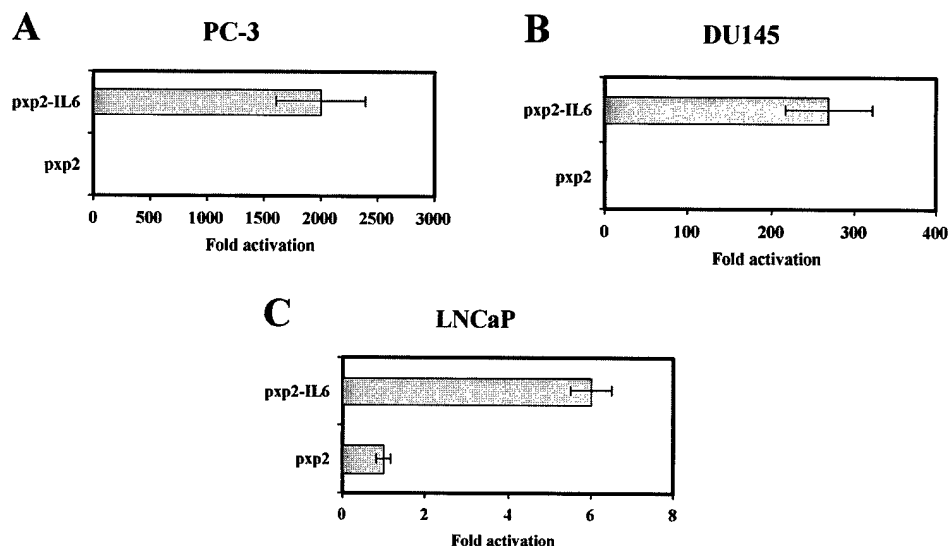 A
PC-3
pxp2-IL6
pxp2
0 500 1000 1500 2000 2500 3000
Fold activation
B
DU145
pxp2-IL6
pxp2
0 100 200 300 400
Fold activation
C
LNCaP
pxp2-IL6
pxp2
0 2 4 6 8
Fold activation